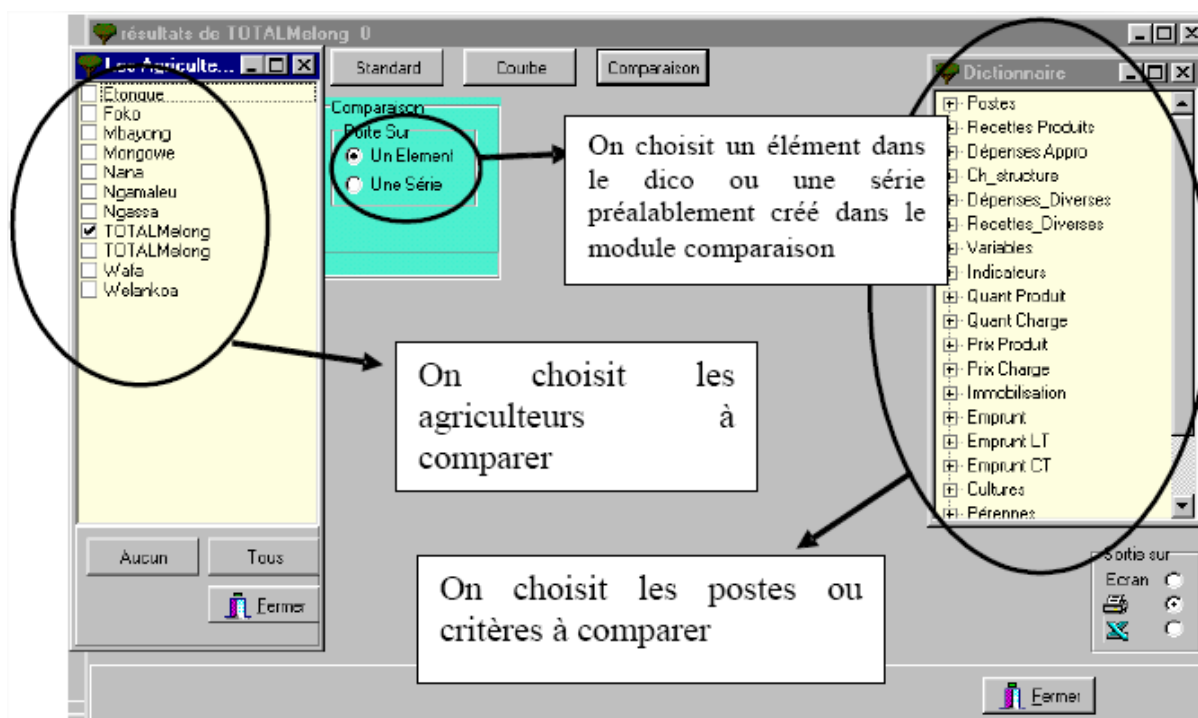 résultats de TOTALMelong 0
Les Agriculte...
Etongue
Foko
Mbayong
Mongowe
Nana
Ngamaleu
Ngassa
TOTALMelong
TOTALMelong
Wafa
Welankoa
Aucun
Tous
Fermer
Standard
Courbe
Comparaison
Comparaison
Porte Sur
Un Element
Une Série
On choisit un élément dans
le dico ou une série
préalablement créé dans le
module comparaison
On choisit les
agriculteurs à
comparer
On choisit les postes ou
critères à comparer
Dictionnaire
Postes
Recettes Produits
Dépenses Appro
Ch_structure
Dépenses_Diverses
Recettes_Diverses
Variables
Indicateurs
Quant Produit
Quant Charge
Prix Produit
Prix Charge
Immobilisation
Emprunt
Emprunt LT
Emprunt CT
Cultures
Pérennes
Sortie sur
Ecran
Fermer